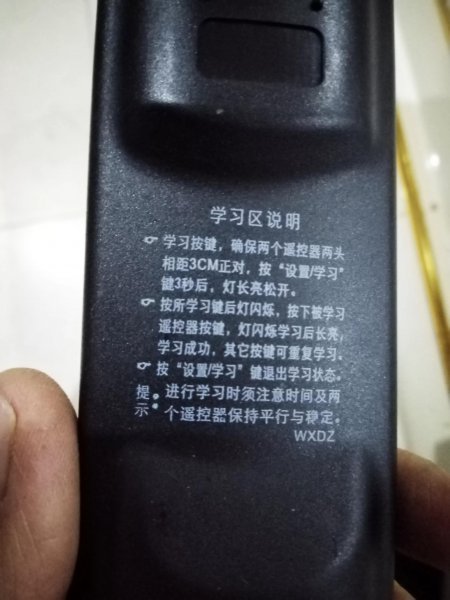 学习区说明
☞ 学习按键，确保两个遥控器两头
相距3CM正对，按“设置/学习”
键3秒后，灯长亮松开。
☞ 按所学习键后灯闪烁，按下被学习
遥控器按键，灯闪烁学习后长亮，
学习成功，其它按键可重复学习。
☞ 按“设置/学习”键退出学习状态。
提示：进行学习时须注意时间及两
个遥控器保持平行与稳定。
WXDZ